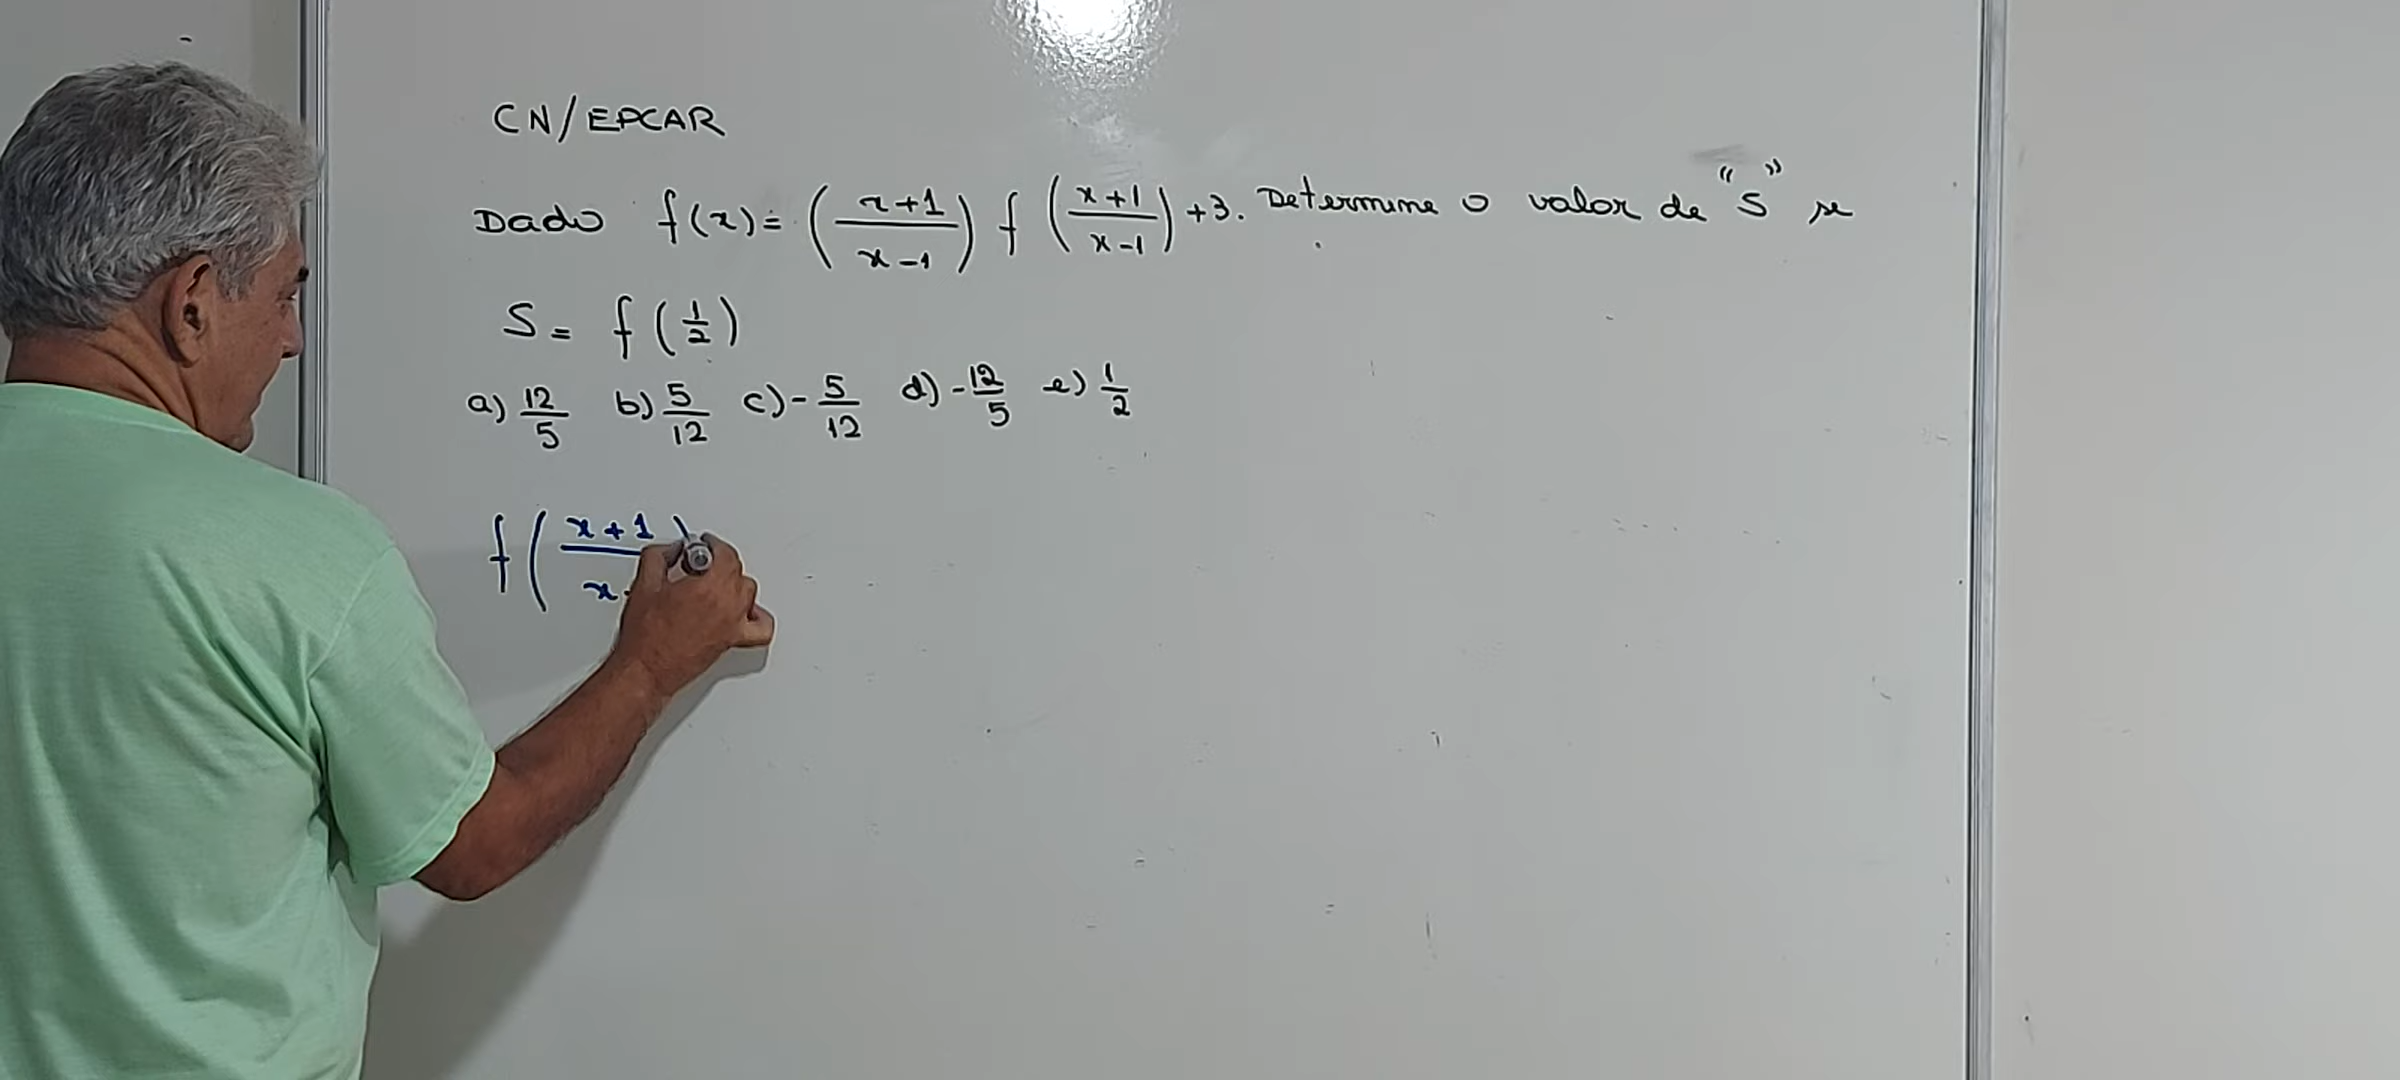 CN/EPCAR
Dado f(x)= ((x+1)/(x-1)) f ((x+1)/(x-1)) +3. Determine o valor de "S" se
S = f(1/2)
a) 12/5 b) 5/12 c) -5/12 d) -12/5 e) 1/2
f((x+1)/(x-